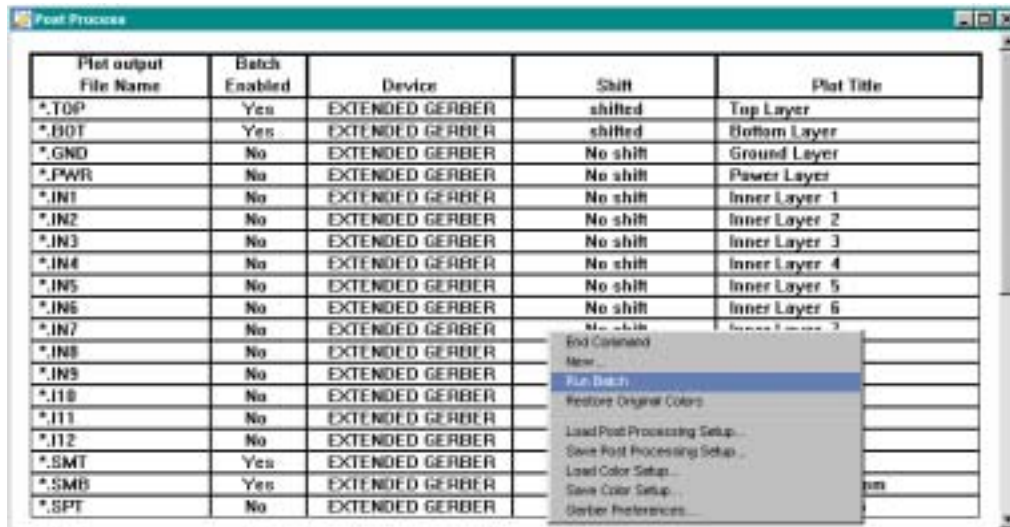 Post Process
Plot output File Name Batch Enabled Device Shift Plot Title
*.TOP Yes EXTENDED GERBER shifted Top Layer
*.BOT Yes EXTENDED GERBER shifted Bottom Layer
*.GND No EXTENDED GERBER No shift Ground Layer
*.PWR No EXTENDED GERBER No shift Power Layer
*.IN1 No EXTENDED GERBER No shift Inner Layer 1
*.IN2 No EXTENDED GERBER No shift Inner Layer 2
*.IN3 No EXTENDED GERBER No shift Inner Layer 3
*.IN4 No EXTENDED GERBER No shift Inner Layer 4
*.IN5 No EXTENDED GERBER No shift Inner Layer 5
*.IN6 No EXTENDED GERBER No shift Inner Layer 6
*.IN7 No EXTENDED GERBER No shift Inner Layer 7
*.IN8 No EXTENDED GERBER
*.IN9 No EXTENDED GERBER
*.I10 No EXTENDED GERBER
*.I11 No EXTENDED GERBER
*.I12 No EXTENDED GERBER
*.SMT Yes EXTENDED GERBER
*.SMB Yes EXTENDED GERBER
*.SPT No EXTENDED GERBER
End Command
New...
Run Batch
Restore Original Colors
Load Post Processing Setup...
Save Post Processing Setup...
Load Color Setup...
Save Color Setup...
Gerber Preferences...